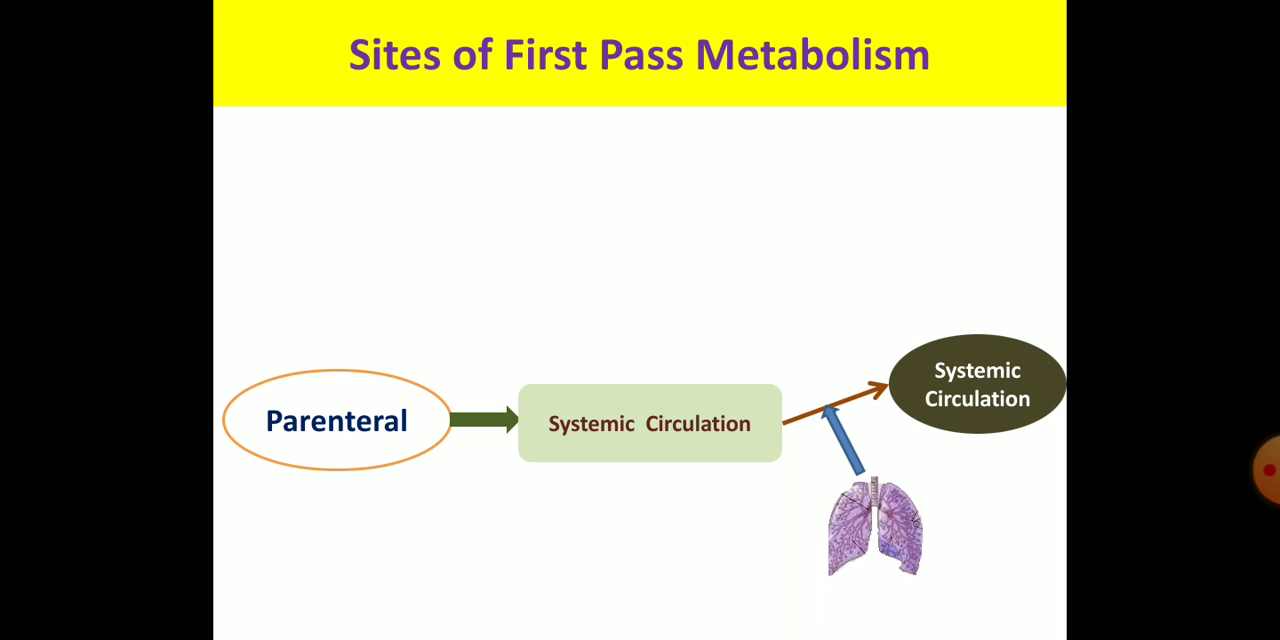 Sites of First Pass Metabolism
Systemic
Circulation
Parenteral
Systemic Circulation